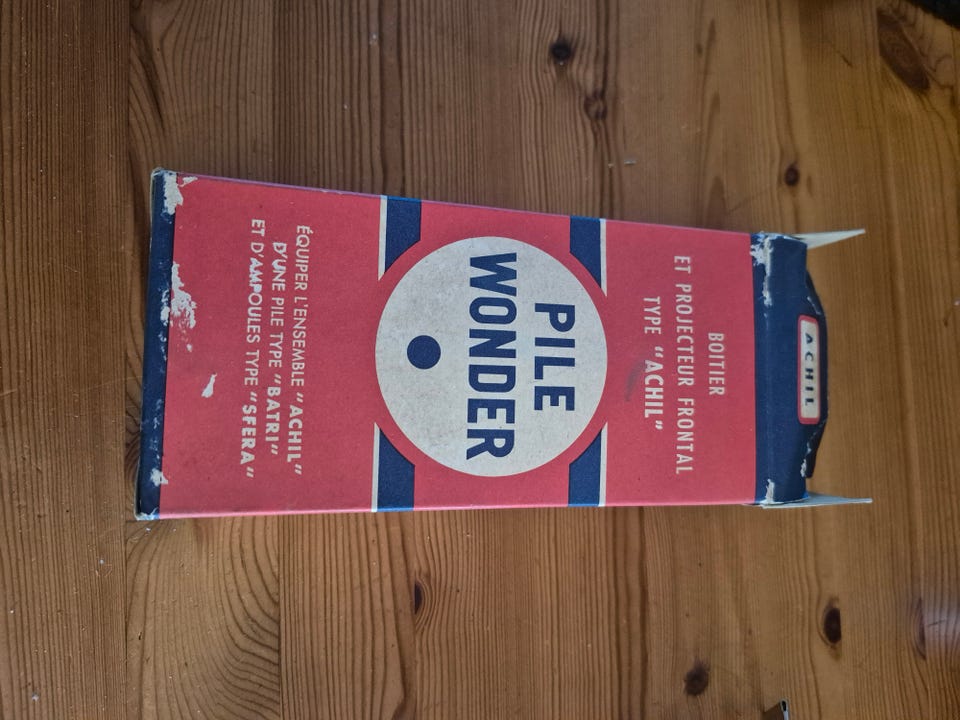 ACHIL
BOITIER
ET PROJECTEUR FRONTAL
TYPE "ACHIL"
PILE
WONDER
ÉQUIPER L'ENSEMBLE "ACHIL"
D'UNE PILE TYPE "BATRI"
ET D'AMPOULES TYPE "SFERA"